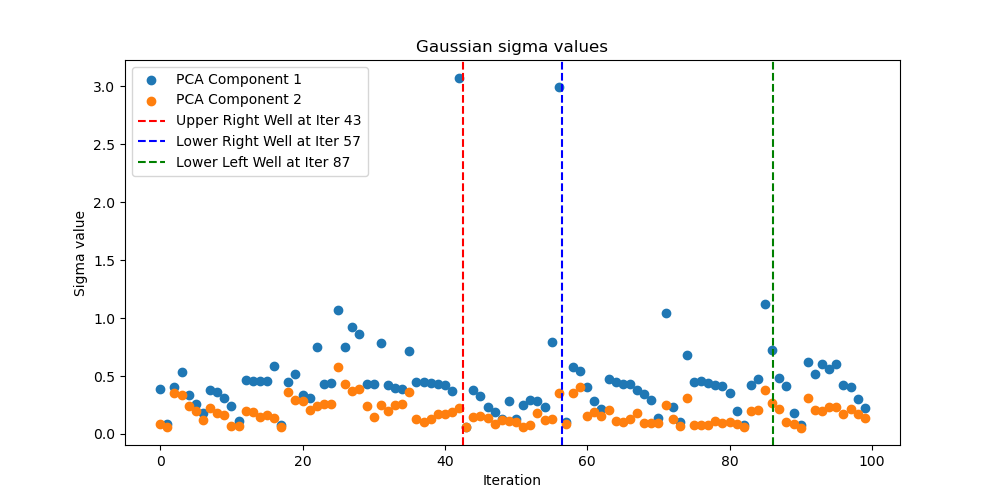 Gaussian sigma values
PCA Component 1
PCA Component 2
Upper Right Well at Iter 43
Lower Right Well at Iter 57
Lower Left Well at Iter 87
Sigma value
3.0
2.5
2.0
1.5
1.0
0.5
0.0
0 20 40 60 80 100
Iteration